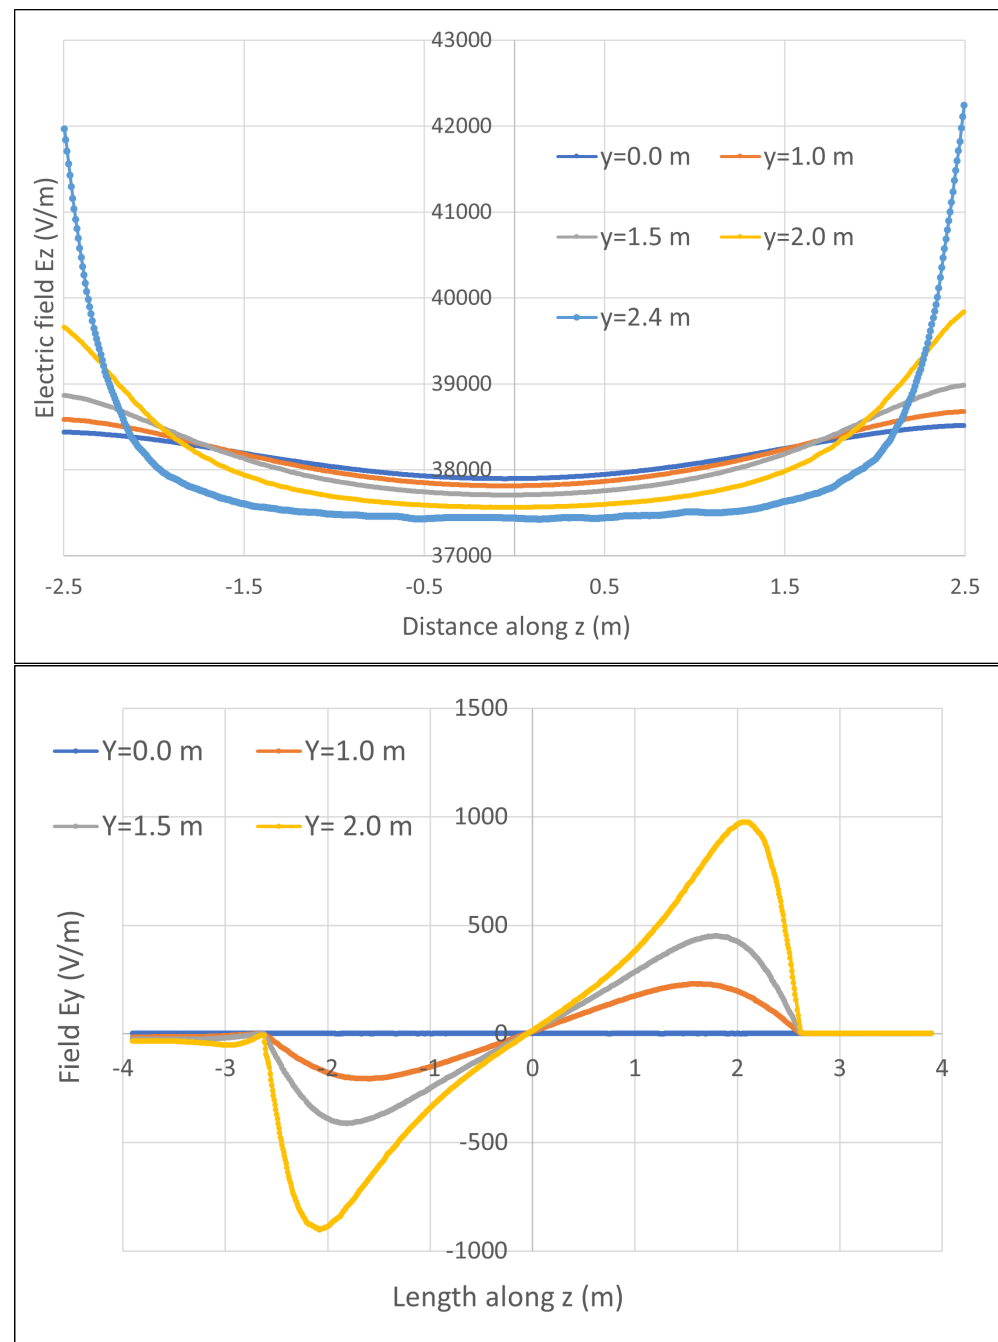 43000
42000
41000
40000
39000
38000
37000
Electric field Ez (V/m)
y=0.0 m y=1.0 m
y=1.5 m y=2.0 m
y=2.4 m
-2.5 -1.5 -0.5 0.5 1.5 2.5
Distance along z (m)
1500
1000
500
0
-500
-1000
Field Ey (V/m)
Y=0.0 m Y=1.0 m
Y=1.5 m Y= 2.0 m
-4 -3 -2 -1 0 1 2 3 4
Length along z (m)